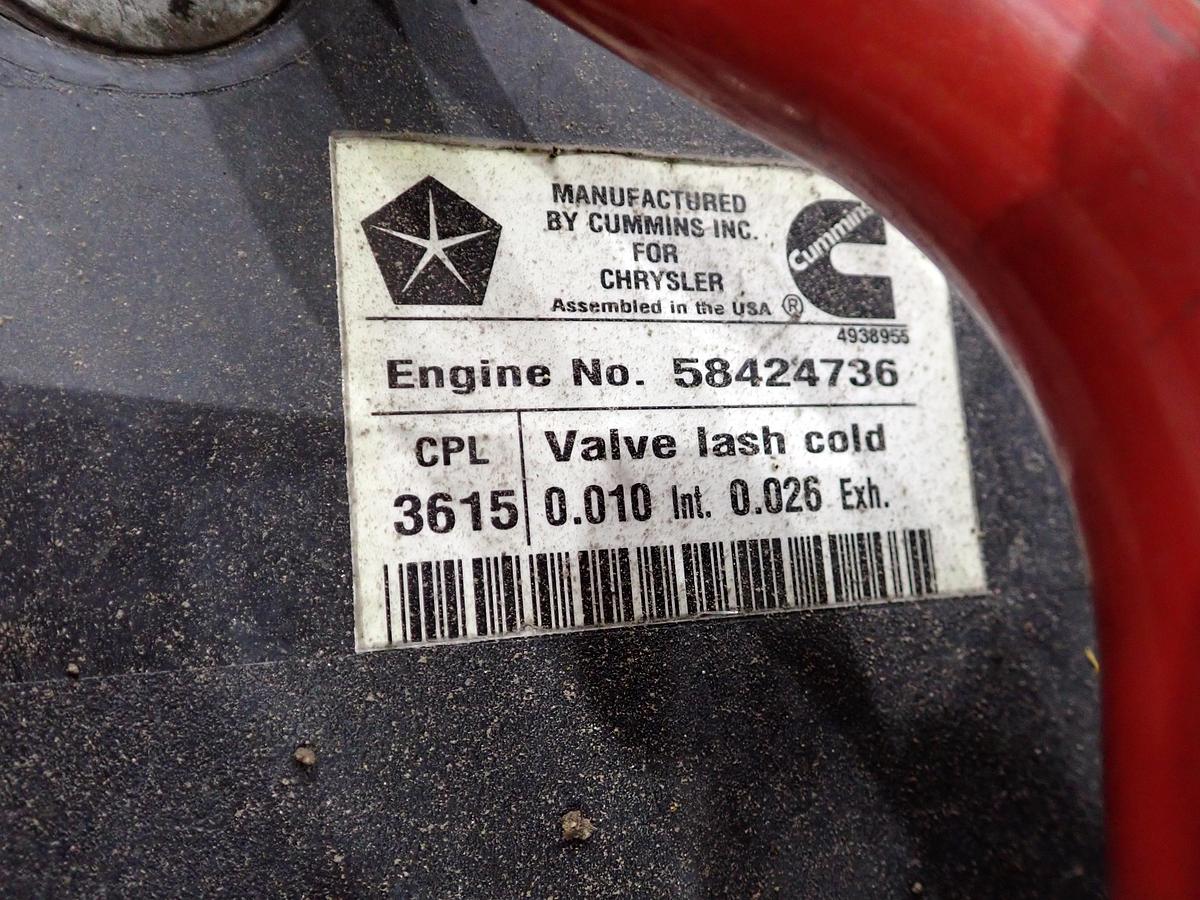 MANUFACTURED
BY CUMMINS INC.
FOR
CHRYSLER
Assembled in the USA ®
Cummins
4938955
Engine No. 58424736
CPL
3615
Valve lash cold
0.010 Int. 0.026 Exh.